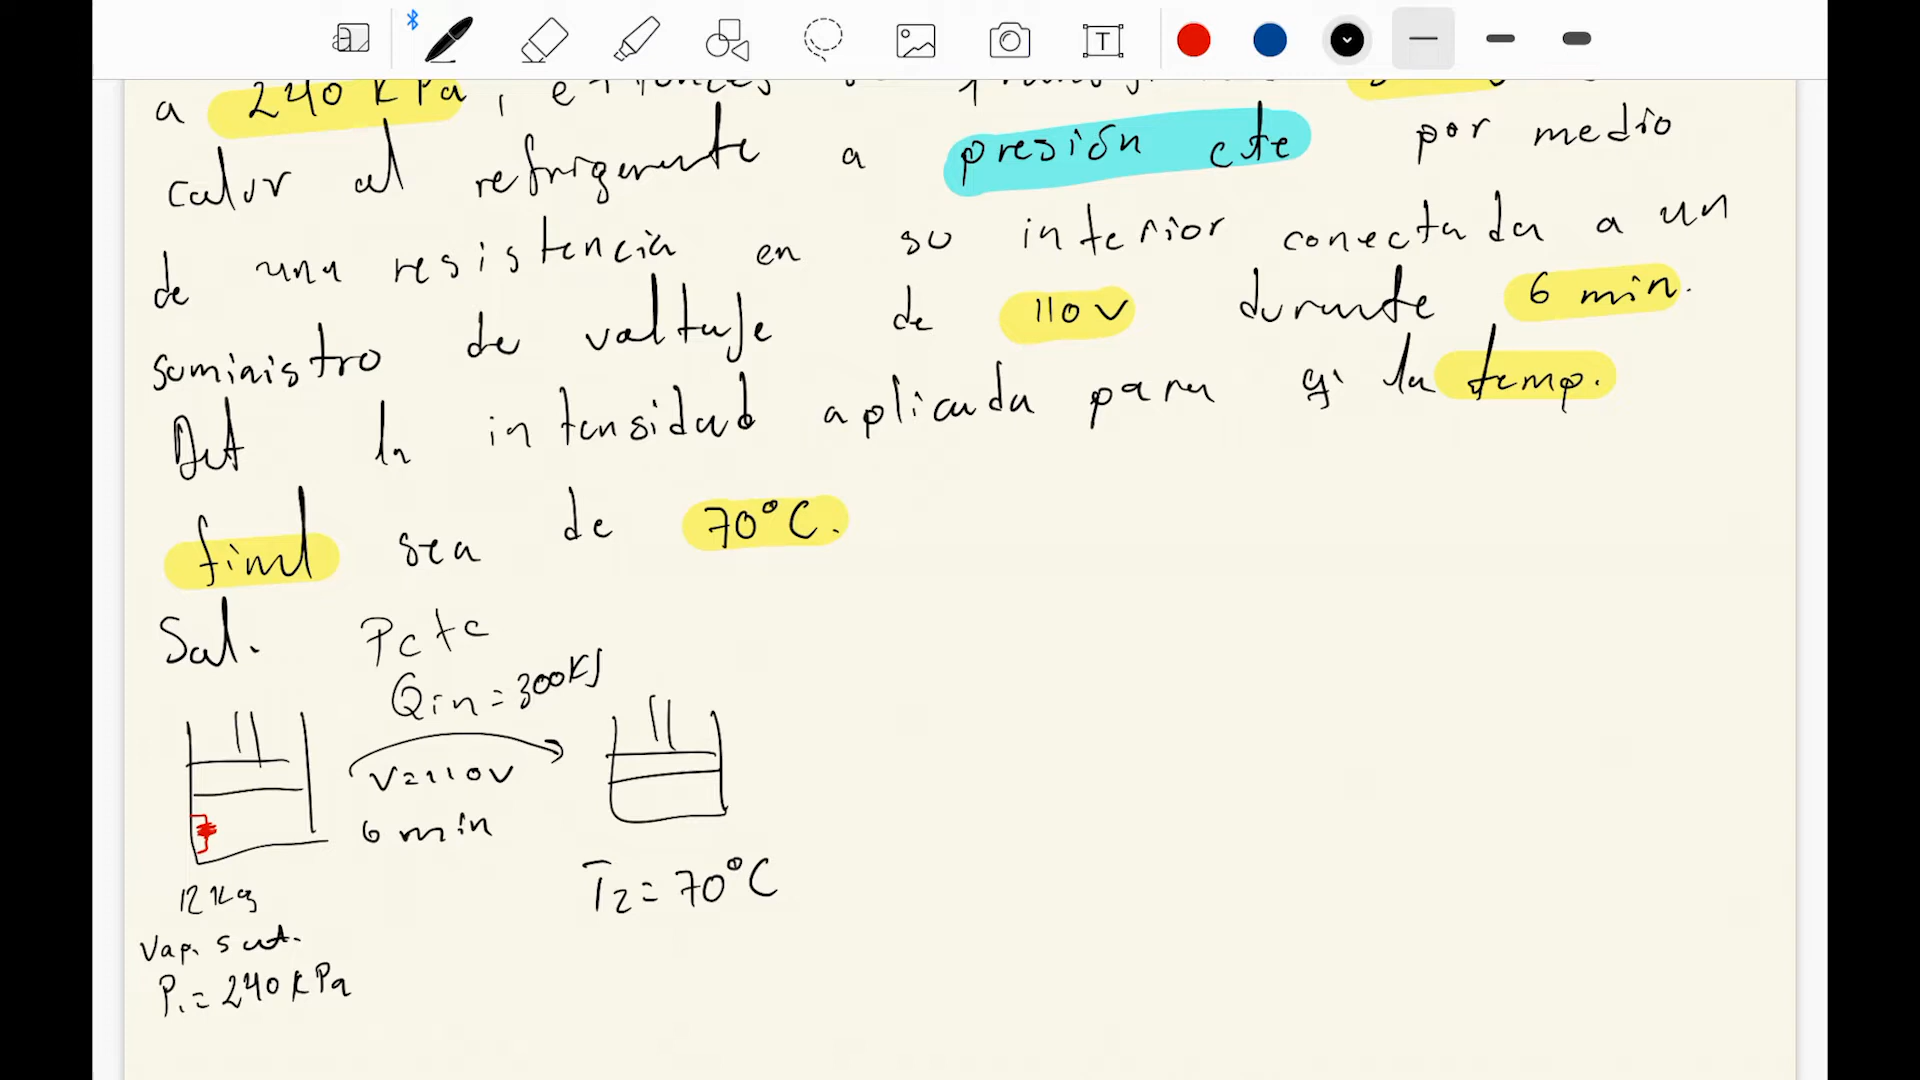 a 240 kPa, entonces
calor al refrigerante a presión cte por medio
de una resistencia en su interior conectada a un
suministro de voltaje de 110 v durante 6 min.
Det la intensidad aplicada para q' la temp.
final sea de 70°C.
Sol. Pcte
Qin = 300 KJ
V=110v
6 min
T2 = 70°C
12 kg
Vap. sat.
P1 = 240 kPa